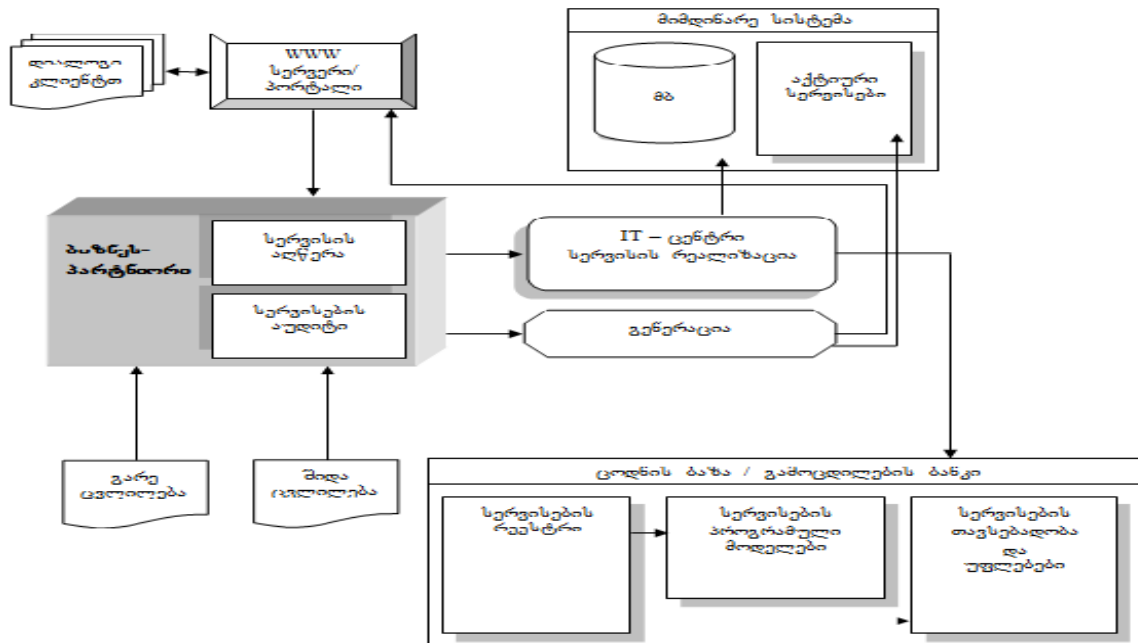 დიალოგი
კლიენტთ
WWW
სერვერი/
პორტალი
მიმდინარე სისტემა
მბ
აქტიური
სერვისები
ბიზნეს-
პარტნიორი
სერვისის
აღწერა
სერვისების
აუდიტი
IT – ცენტრი
სერვისის რეალიზაცია
გენერაცია
გარე
ცვლილება
შიდა
ცვლილება
ცოდნის ბაზა / გამოცდილების ბანკი
სერვისების
რეესტრი
სერვისების
პროგრამული
მოდელები
სერვისების
თავსებადობა
და
უფლებები